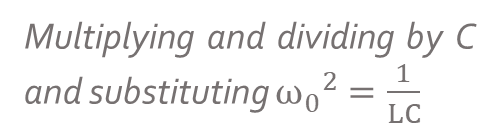 Multiplying and dividing by C
and substituting ω₀² = 1/LC